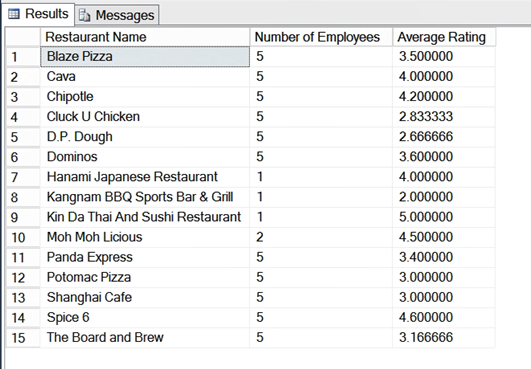 Results Messages
Restaurant Name Number of Employees Average Rating
1 Blaze Pizza 5 3.500000
2 Cava 5 4.000000
3 Chipotle 5 4.200000
4 Cluck U Chicken 5 2.833333
5 D.P. Dough 5 2.666666
6 Dominos 5 3.600000
7 Hanami Japanese Restaurant 1 4.000000
8 Kangnam BBQ Sports Bar & Grill 1 2.000000
9 Kin Da Thai And Sushi Restaurant 1 5.000000
10 Moh Moh Licious 2 4.500000
11 Panda Express 5 3.400000
12 Potomac Pizza 5 3.000000
13 Shanghai Cafe 5 3.000000
14 Spice 6 5 4.600000
15 The Board and Brew 5 3.166666